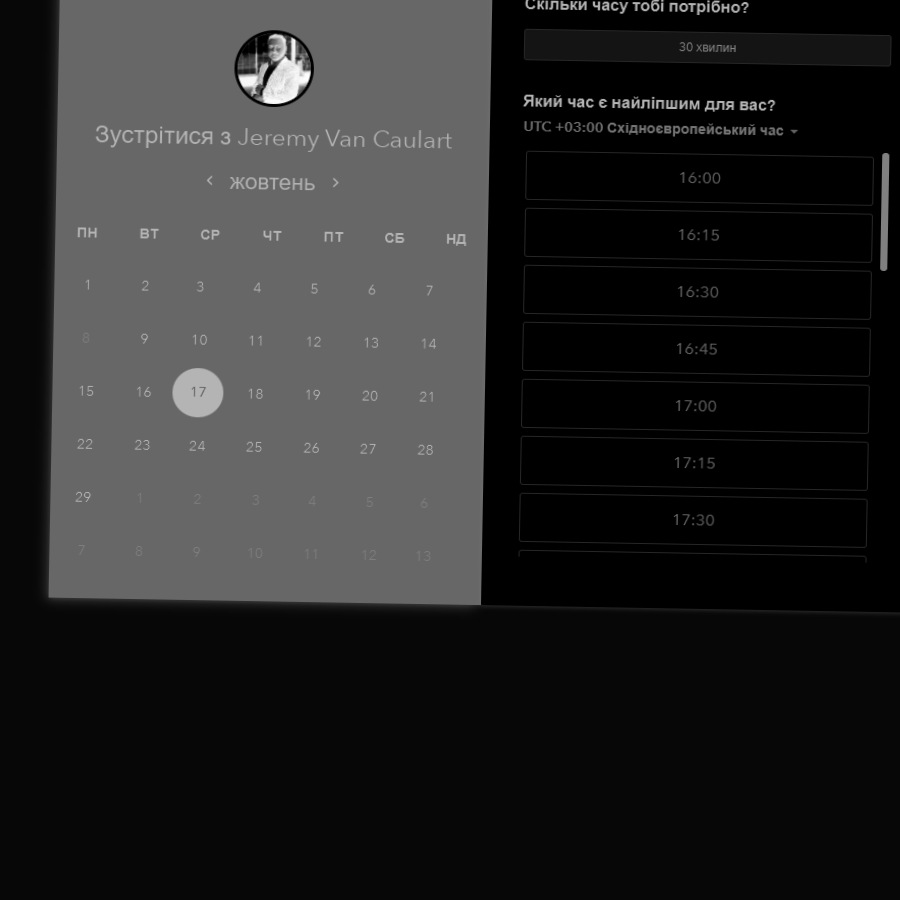 Зустрітися з Jeremy Van Caulart
жовтень
ПН ВТ СР ЧТ ПТ СБ НД
1 2 3 4 5 6 7
8 9 10 11 12 13 14
15 16 17 18 19 20 21
22 23 24 25 26 27 28
29 1 2 3 4 5 6
7 8 9 10 11 12 13
Скільки часу тобі потрібно?
30 хвилин
Який час є найліпшим для вас?
UTC +03:00 Східноєвропейський час
16:00
16:15
16:30
16:45
17:00
17:15
17:30